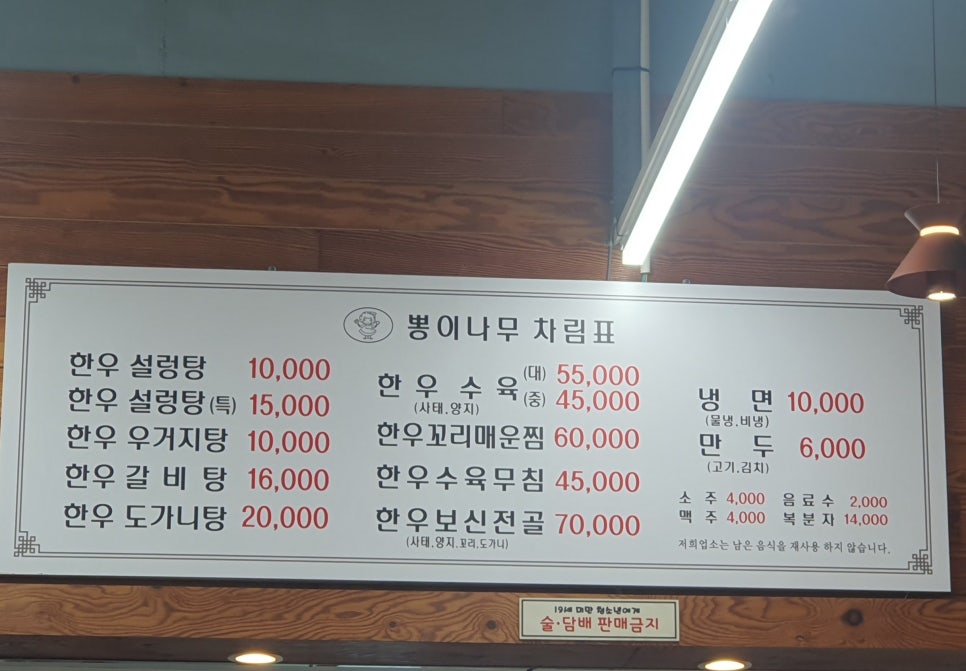 뽕이나무 차림표
한우 설렁탕 10,000
한우 설렁탕(특) 15,000
한우 우거지탕 10,000
한우 갈비탕 16,000
한우 도가니탕 20,000
한우수육 (대) 55,000
(중) 45,000
(사태.양지)
한우꼬리매운찜 60,000
한우수육무침 45,000
한우보신전골 70,000
(사태.양지.꼬리.도가니)
냉면 10,000
(물냉.비냉)
만두 6,000
(고기.김치)
소주 4,000 음료수 2,000
맥주 4,000 복분자 14,000
저희업소는 남은 음식을 재사용 하지 않습니다.
19세 미만 청소년에게
술·담배 판매금지